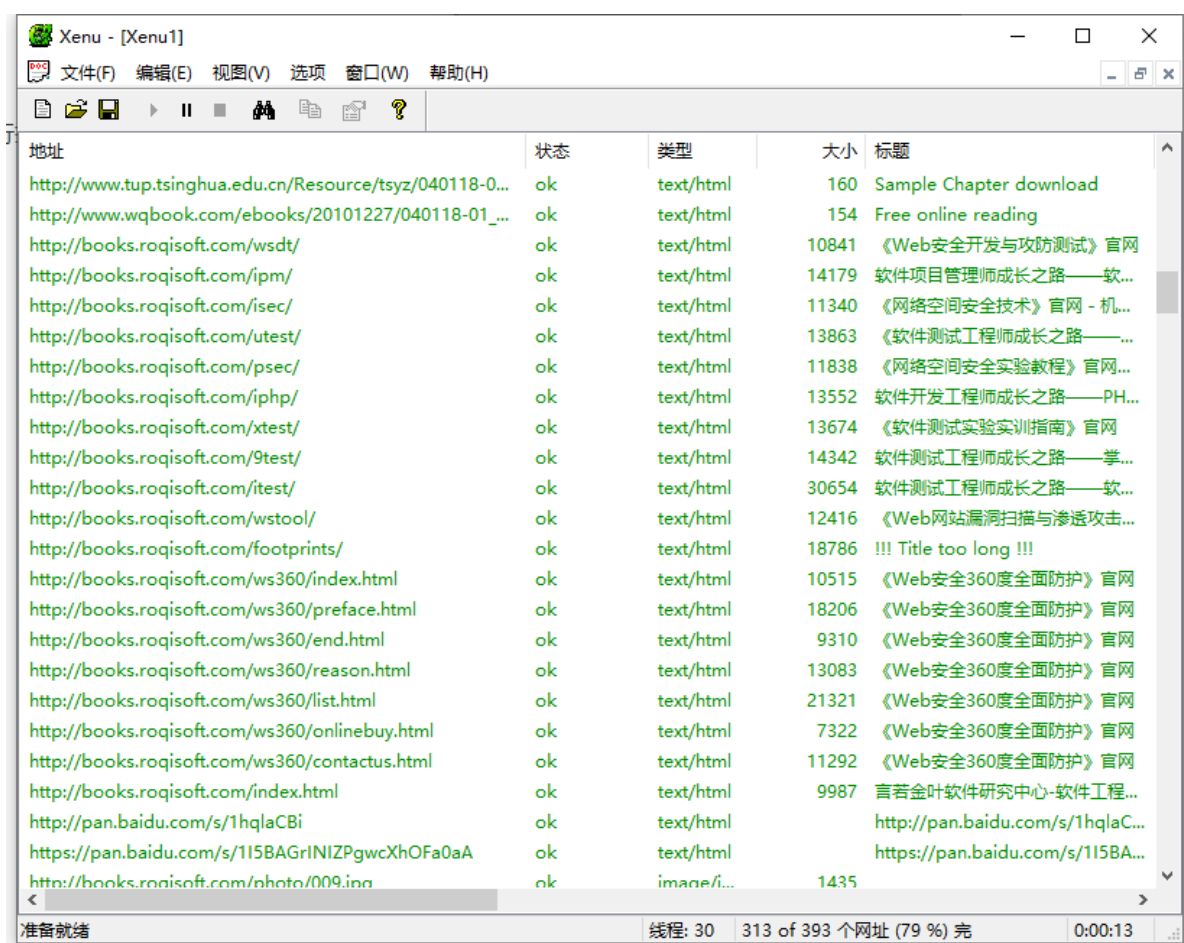 Xenu - [Xenu1]
文件(F) 编辑(E) 视图(V) 选项 窗口(W) 帮助(H)
地址 状态 类型 大小 标题
http://www.tup.tsinghua.edu.cn/Resource/tsyz/040118-0... ok text/html 160 Sample Chapter download
http://www.wqbook.com/ebooks/20101227/040118-01_... ok text/html 154 Free online reading
http://books.roqisoft.com/wsdt/ ok text/html 10841 《Web安全开发与攻防测试》官网
http://books.roqisoft.com/ipm/ ok text/html 14179 软件项目管理师成长之路——软...
http://books.roqisoft.com/isec/ ok text/html 11340 《网络空间安全技术》官网 - 机...
http://books.roqisoft.com/utest/ ok text/html 13863 《软件测试工程师成长之路——...
http://books.roqisoft.com/psec/ ok text/html 11838 《网络空间安全实验教程》官网...
http://books.roqisoft.com/iphp/ ok text/html 13552 软件开发工程师成长之路——PH...
http://books.roqisoft.com/xtest/ ok text/html 13674 《软件测试实验实训指南》官网
http://books.roqisoft.com/9test/ ok text/html 14342 软件测试工程师成长之路——掌...
http://books.roqisoft.com/itest/ ok text/html 30654 软件测试工程师成长之路——软...
http://books.roqisoft.com/wstool/ ok text/html 12416 《Web网站漏洞扫描与渗透攻击...
http://books.roqisoft.com/footprints/ ok text/html 18786 !!! Title too long !!!
http://books.roqisoft.com/ws360/index.html ok text/html 10515 《Web安全360度全面防护》官网
http://books.roqisoft.com/ws360/preface.html ok text/html 18206 《Web安全360度全面防护》官网
http://books.roqisoft.com/ws360/end.html ok text/html 9310 《Web安全360度全面防护》官网
http://books.roqisoft.com/ws360/reason.html ok text/html 13083 《Web安全360度全面防护》官网
http://books.roqisoft.com/ws360/list.html ok text/html 21321 《Web安全360度全面防护》官网
http://books.roqisoft.com/ws360/onlinebuy.html ok text/html 7322 《Web安全360度全面防护》官网
http://books.roqisoft.com/ws360/contactus.html ok text/html 11292 《Web安全360度全面防护》官网
http://books.roqisoft.com/index.html ok text/html 9987 言若金叶软件研究中心-软件工程...
http://pan.baidu.com/s/1hqlaCBi ok text/html http://pan.baidu.com/s/1hqlaC...
https://pan.baidu.com/s/1I5BAGrINIZPgwcXhOFa0aA ok text/html https://pan.baidu.com/s/1I5BA...
http://books.roqisoft.com/photo/009.jpg ok image/j... 1435
准备就绪 线程: 30 313 of 393 个网址 (79 %) 完 0:00:13